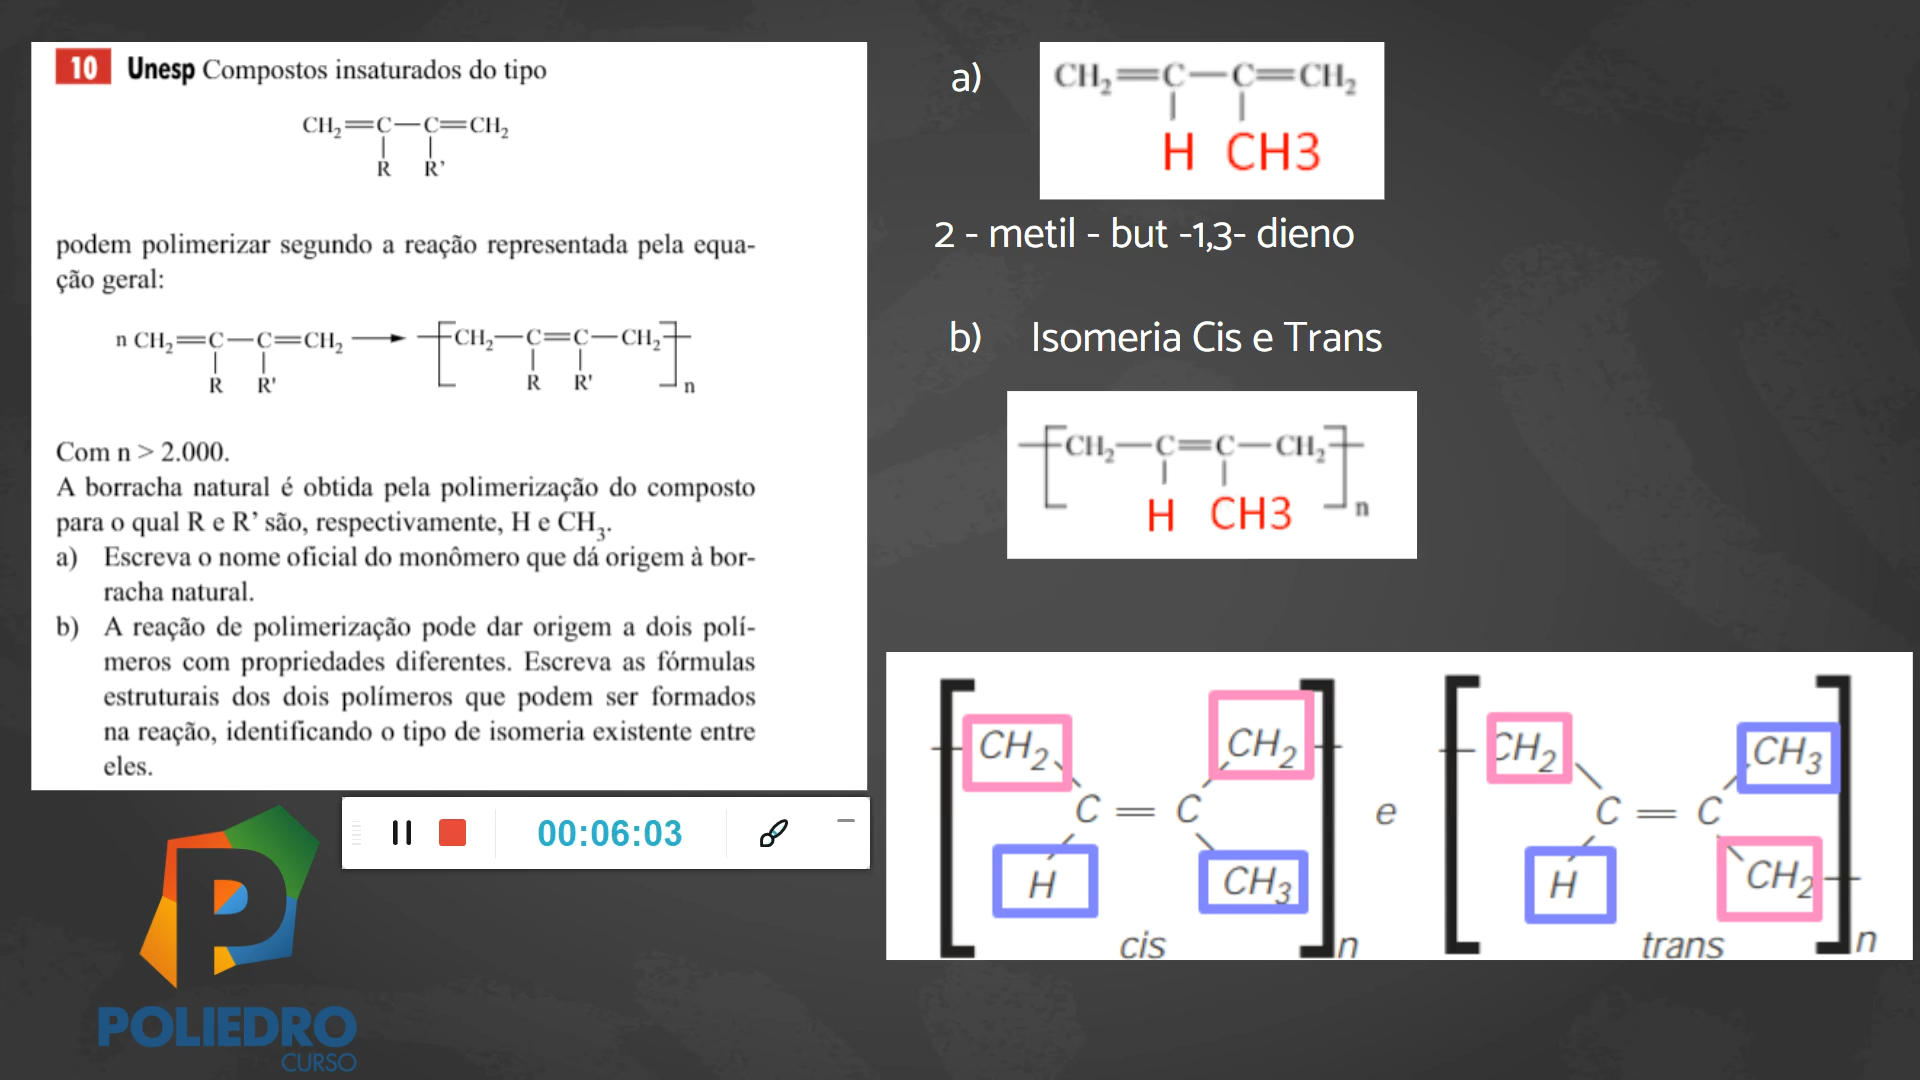 10 Unesp Compostos insaturados do tipo
CH₂=C—C=CH₂
R R’
podem polimerizar segundo a reação representada pela equa-
ção geral:
n CH₂=C—C=CH₂ → [CH₂—C=C—CH₂]n
R R' R R'
Com n > 2.000.
A borracha natural é obtida pela polimerização do composto
para o qual R e R’ são, respectivamente, H e CH₃.
a) Escreva o nome oficial do monômero que dá origem à bor-
racha natural.
b) A reação de polimerização pode dar origem a dois polí-
meros com propriedades diferentes. Escreva as fórmulas
estruturais dos dois polímeros que podem ser formados
na reação, identificando o tipo de isomeria existente entre
eles.
00:06:03
POLIEDRO
CURSO
a)
CH₂=C—C=CH₂
H CH3
2 - metil - but -1,3- dieno
b) Isomeria Cis e Trans
[CH₂—C=C—CH₂]n
H CH3
CH₂ CH₂
C = C
H CH₃
cis n
e
CH₂ CH₃
C = C
H CH₂
trans n